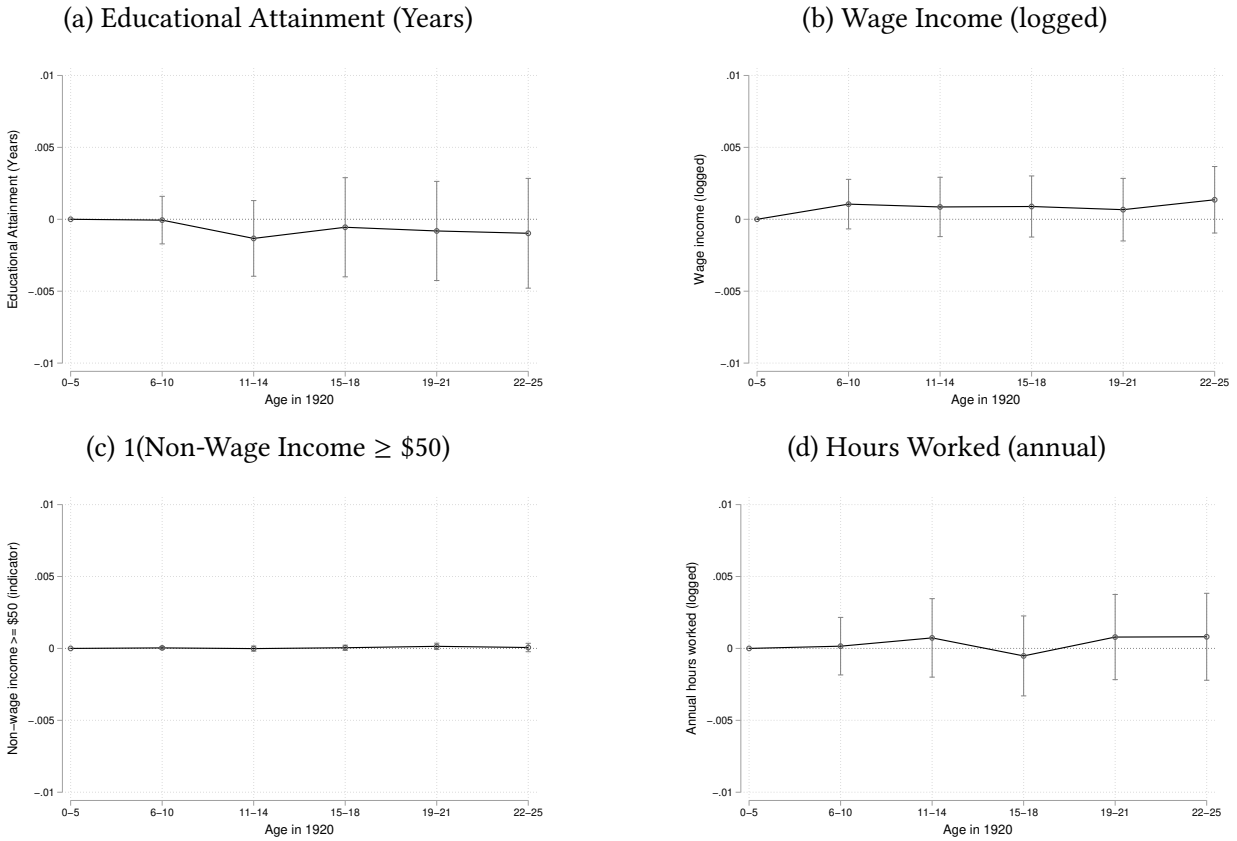 (a) Educational Attainment (Years)
Educational Attainment (Years)
.01
.005
0
−.005
−.01
0−5 6−10 11−14 15−18 19−21 22−25
Age in 1920
(b) Wage Income (logged)
Wage income (logged)
.01
.005
0
−.005
−.01
0−5 6−10 11−14 15−18 19−21 22−25
Age in 1920
(c) 1(Non-Wage Income ≥ $50)
Non−wage income >= $50 (indicator)
.01
.005
0
−.005
−.01
0−5 6−10 11−14 15−18 19−21 22−25
Age in 1920
(d) Hours Worked (annual)
Annual hours worked (logged)
.01
.005
0
−.005
−.01
0−5 6−10 11−14 15−18 19−21 22−25
Age in 1920